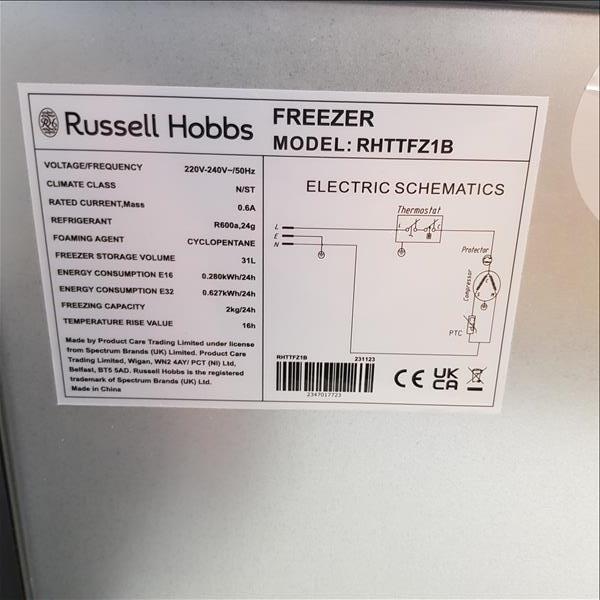 Russell Hobbs
FREEZER
MODEL: RHTTFZ1B
VOLTAGE/FREQUENCY 220V-240V~/50Hz
CLIMATE CLASS N/ST
RATED CURRENT,Mass 0.6A
REFRIGERANT R600a,24g
FOAMING AGENT CYCLOPENTANE
FREEZER STORAGE VOLUME 31L
ENERGY CONSUMPTION E16 0.280kWh/24h
ENERGY CONSUMPTION E32 0.627kWh/24h
FREEZING CAPACITY 2kg/24h
TEMPERATURE RISE VALUE 16h
Made by Product Care Trading Limited under license
from Spectrum Brands (UK) Limited. Product Care
Trading Limited, Wigan, WN2 4AY/ PCT (NI) Ltd,
Belfast, BT5 5AD. Russell Hobbs is the registered
trademark of Spectrum Brands (UK) Ltd.
Made in China
ELECTRIC SCHEMATICS
Thermostat
L
E
N
Protector
Compressor
PTC
RHTTFZ1B 231123
2347017723
CE UK
CA